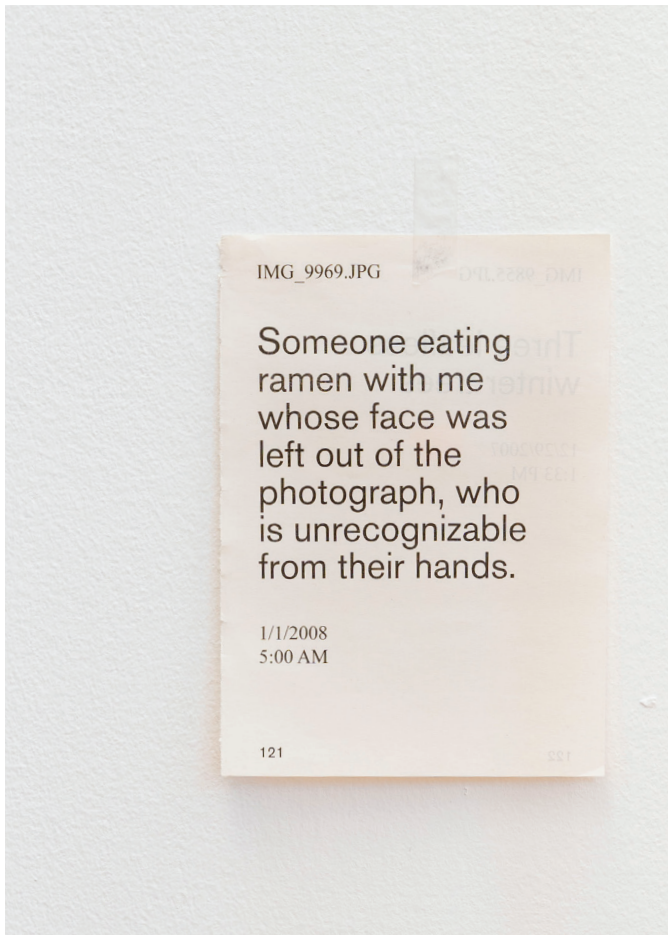 IMG_9969.JPG
Someone eating
ramen with me
whose face was
left out of the
photograph, who
is unrecognizable
from their hands.
1/1/2008
5:00 AM
121